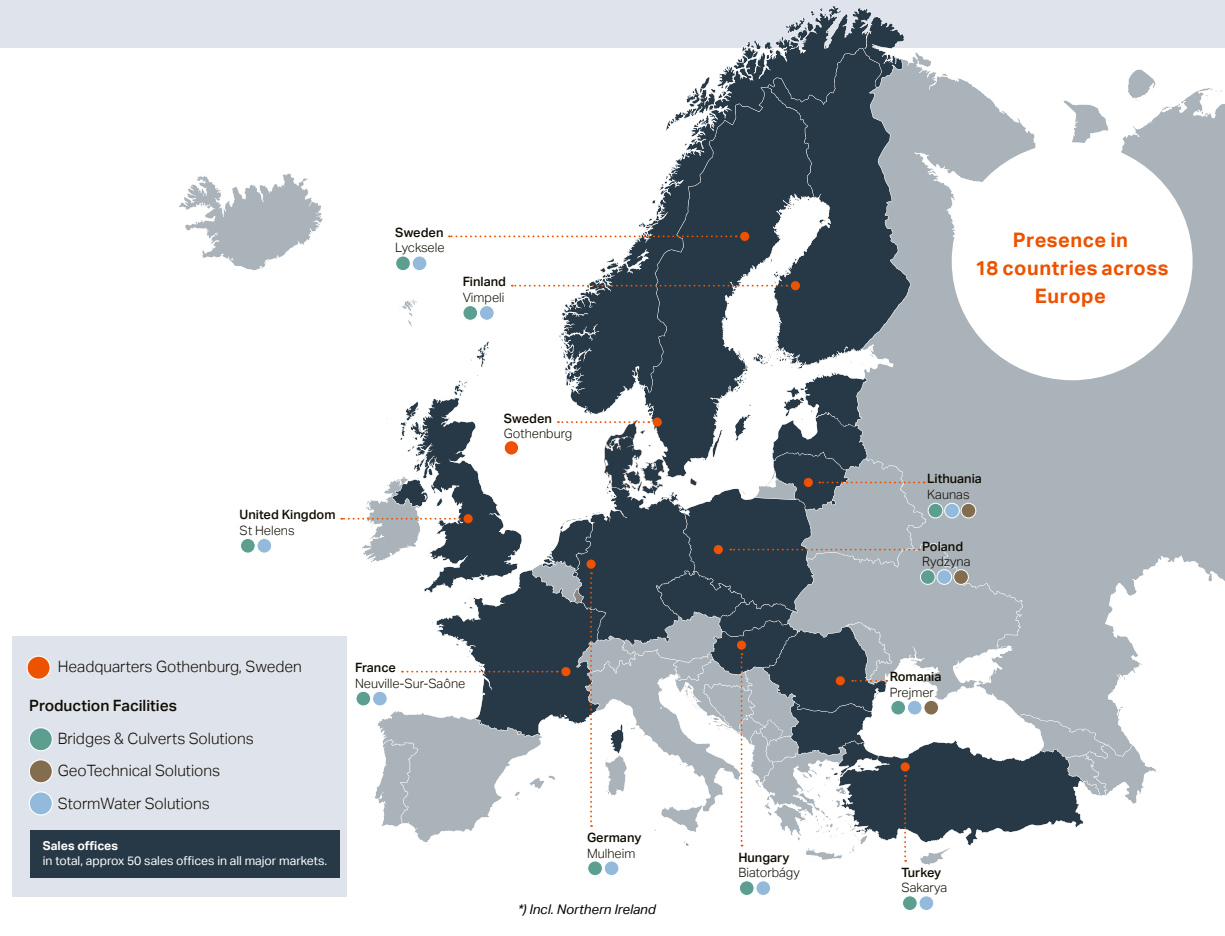 Presence in
18 countries across
Europe
Sweden
Lycksele
Finland
Vimpeli
Sweden
Gothenburg
Lithuania
Kaunas
United Kingdom
St Helens
Poland
Rydzyna
France
Neuville-Sur-Saône
Romania
Prejmer
Germany
Mulheim
Hungary
Biatorbágy
Turkey
Sakarya
Headquarters Gothenburg, Sweden
Production Facilities
Bridges & Culverts Solutions
GeoTechnical Solutions
StormWater Solutions
Sales offices
in total, approx 50 sales offices in all major markets.
*) Incl. Northern Ireland